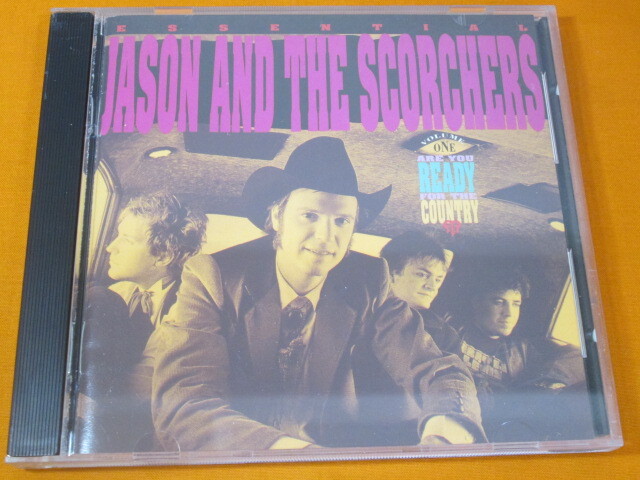 ESSENTIAL
JASON AND THE SCORCHERS
VOLUME
ONE
ARE YOU
READY
FOR THE
COUNTRY